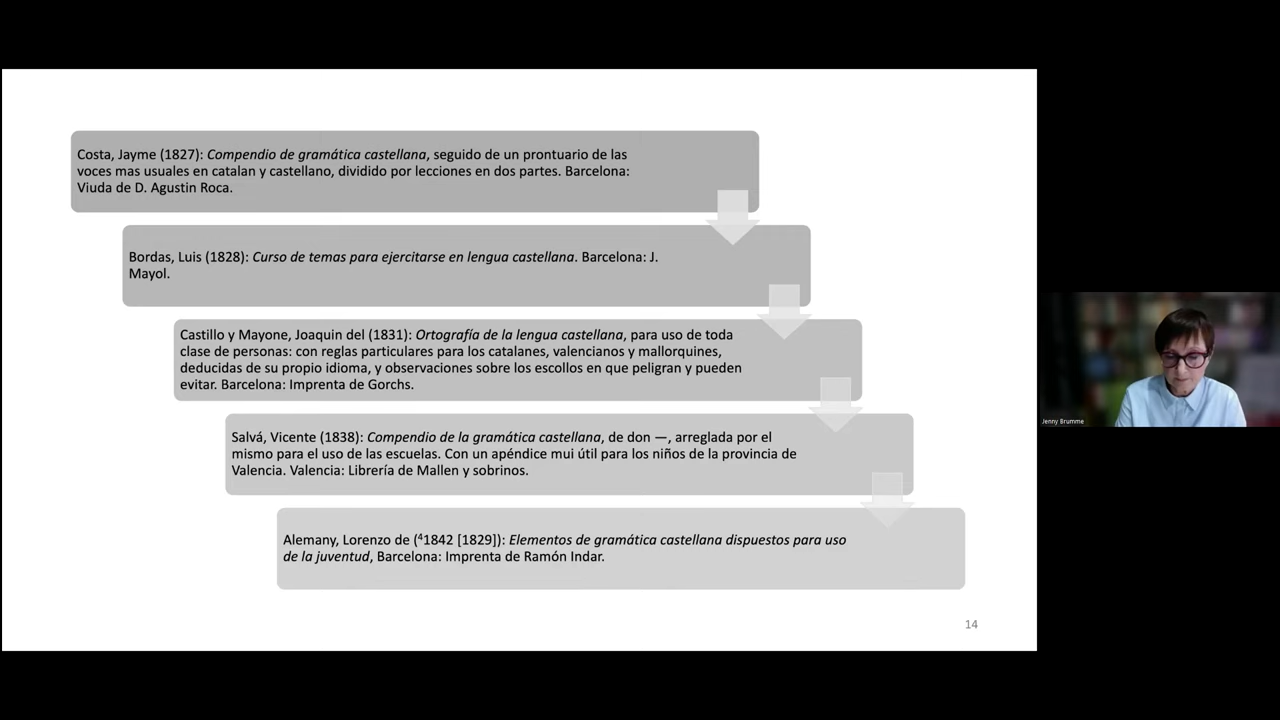 Costa, Jayme (1827): Compendio de gramática castellana, seguido de un prontuario de las
voces mas usuales en catalan y castellano, dividido por lecciones en dos partes. Barcelona:
Viuda de D. Agustin Roca.
Bordas, Luis (1828): Curso de temas para ejercitarse en lengua castellana. Barcelona: J.
Mayol.
Castillo y Mayone, Joaquin del (1831): Ortografía de la lengua castellana, para uso de toda
clase de personas: con reglas particulares para los catalanes, valencianos y mallorquines,
deducidas de su propio idioma, y observaciones sobre los escollos en que peligran y pueden
evitar. Barcelona: Imprenta de Gorchs.
Salvá, Vicente (1838): Compendio de la gramática castellana, de don —, arreglada por el
mismo para el uso de las escuelas. Con un apéndice mui útil para los niños de la provincia de
Valencia. Valencia: Librería de Mallen y sobrinos.
Alemany, Lorenzo de (⁴1842 [1829]): Elementos de gramática castellana dispuestos para uso
de la juventud, Barcelona: Imprenta de Ramón Indar.
14
Jenny Brumme